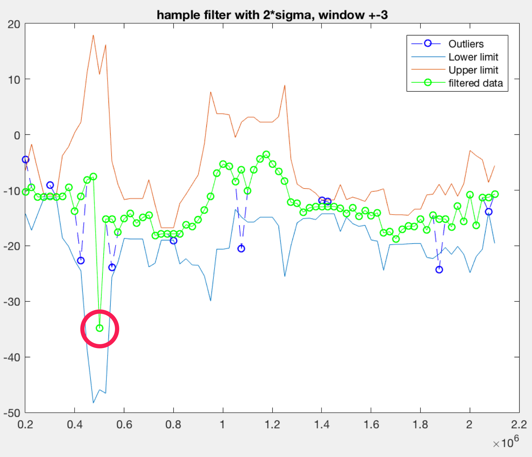 hample filter with 2*sigma, window +-3
20
10
0
-10
-20
-30
-40
-50
0.2 0.4 0.6 0.8 1 1.2 1.4 1.6 1.8 2 2.2
×10^6
Outliers
Lower limit
Upper limit
filtered data